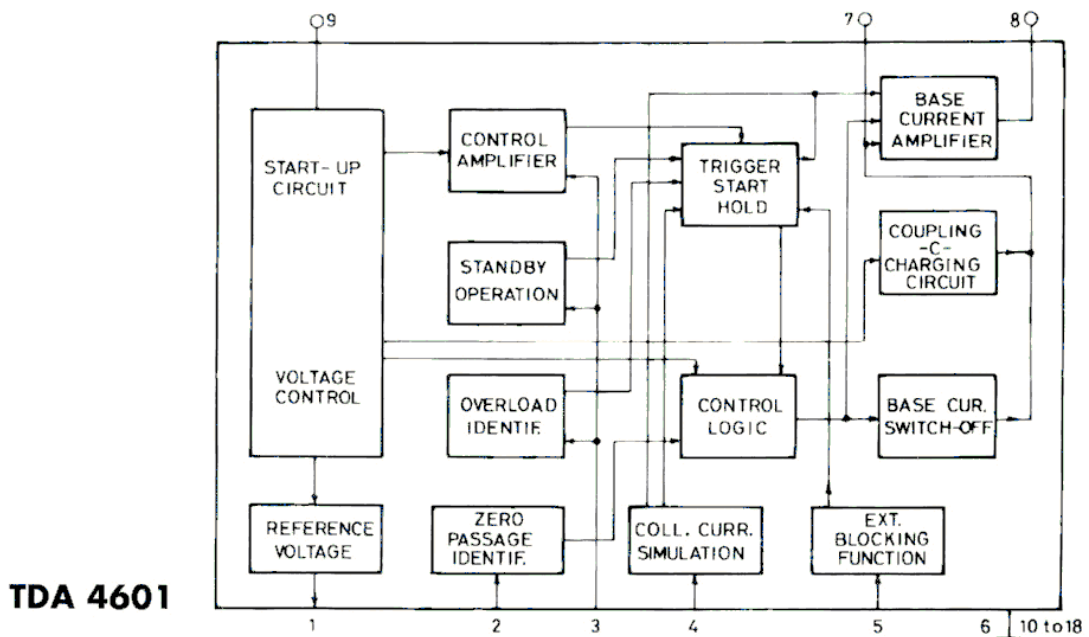 9
7
8
START-UP
CIRCUIT
VOLTAGE
CONTROL
CONTROL
AMPLIFIER
TRIGGER
START
HOLD
BASE
CURRENT
AMPLIFIER
STANDBY
OPERATION
COUPLING
-C-
CHARGING
CIRCUIT
OVERLOAD
IDENTIF.
CONTROL
LOGIC
BASE CUR.
SWITCH-OFF
REFERENCE
VOLTAGE
ZERO
PASSAGE
IDENTIF.
COLL. CURR.
SIMULATION
EXT.
BLOCKING
FUNCTION
TDA 4601
1
2
3
4
5
6
10 to 18